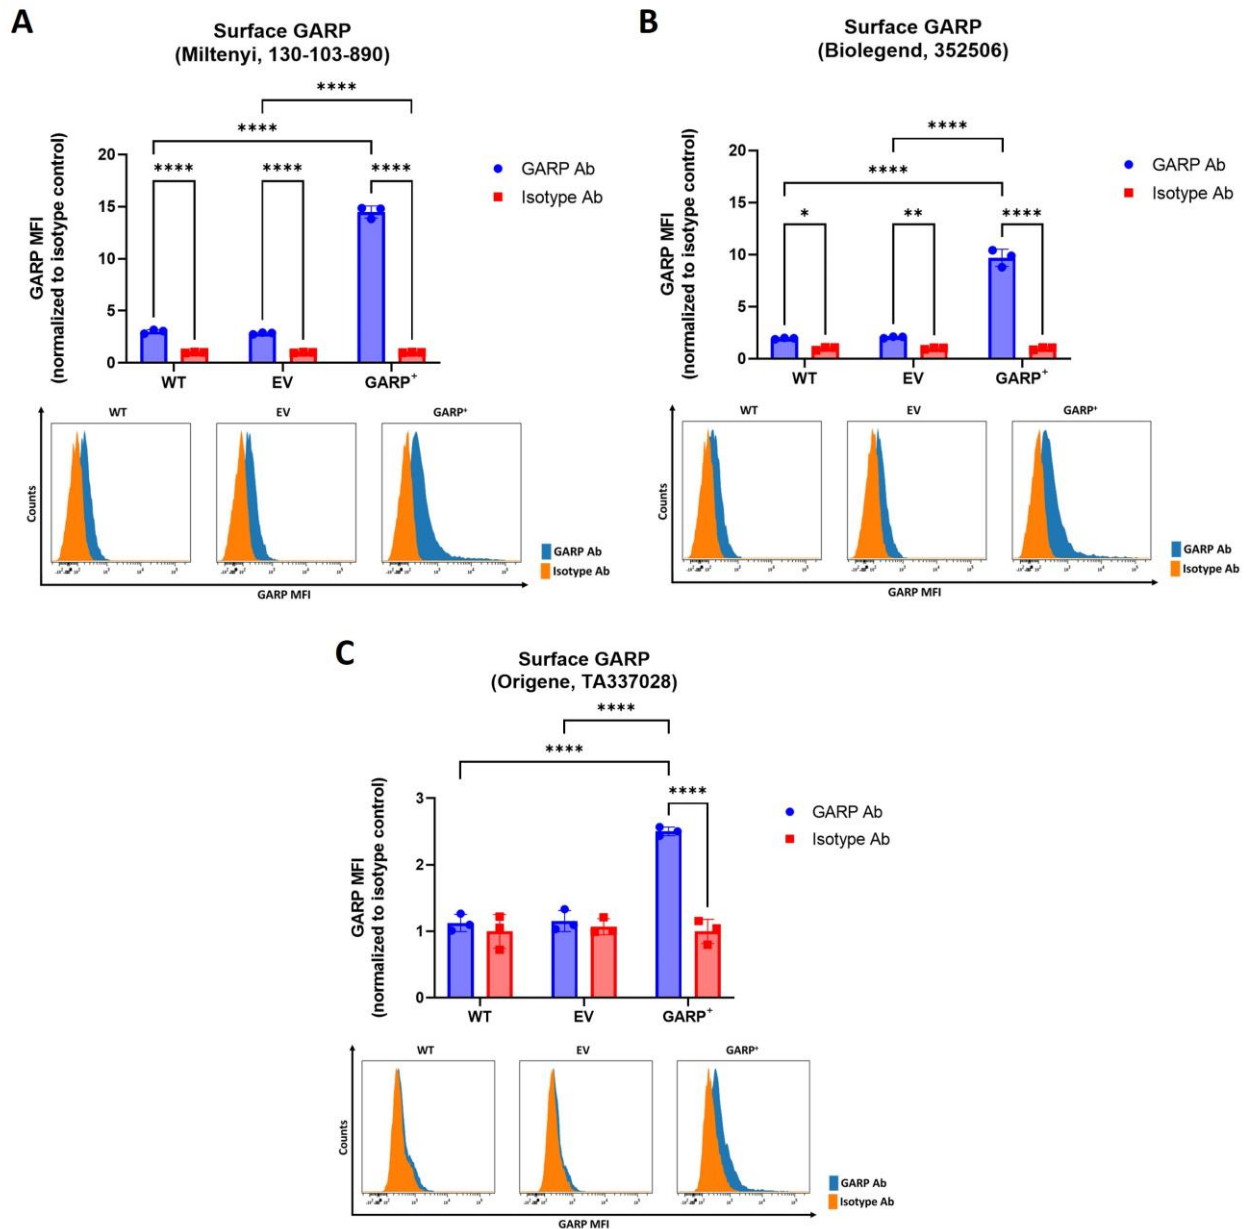 A
Surface GARP
(Miltenyi, 130-103-890)
****
****
**** **** ****
GARP MFI
(normalized to isotype control)
20
15
10
5
0
WT EV GARP⁺
GARP Ab
Isotype Ab
WT EV GARP⁺
Counts
GARP Ab
Isotype Ab
GARP MFI
B
Surface GARP
(Biolegend, 352506)
****
****
* ** ****
GARP MFI
(normalized to isotype control)
20
15
10
5
0
WT EV GARP⁺
GARP Ab
Isotype Ab
WT EV GARP⁺
Counts
GARP Ab
Isotype Ab
GARP MFI
C
Surface GARP
(Origene, TA337028)
****
****
****
GARP MFI
(normalized to isotype control)
3
2
1
0
WT EV GARP⁺
GARP Ab
Isotype Ab
WT EV GARP⁺
Counts
GARP Ab
Isotype Ab
GARP MFI